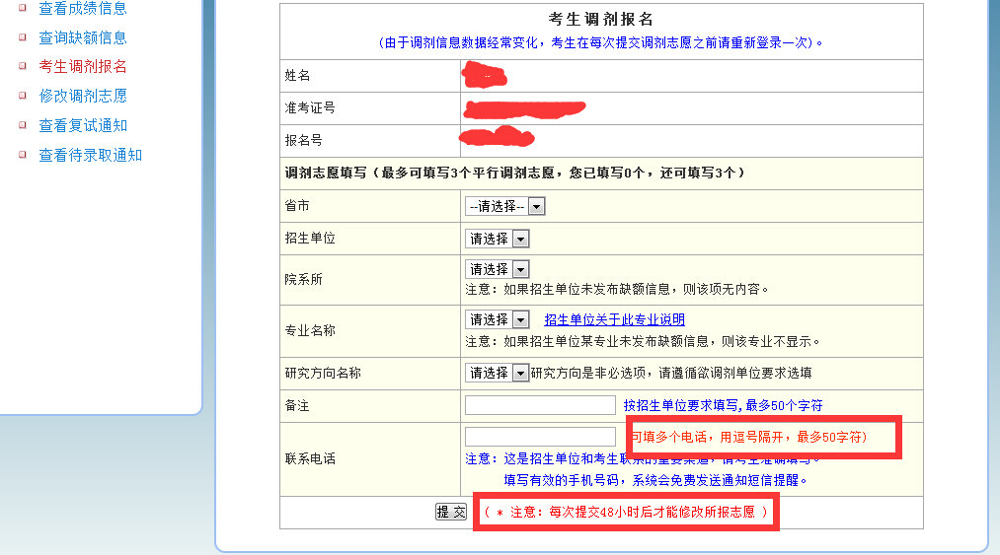 查看成绩信息
查询缺额信息
考生调剂报名
修改调剂志愿
查看复试通知
查看待录取通知
考生调剂报名
(由于调剂信息数据经常变化，考生在每次提交调剂志愿之前请重新登录一次)。
姓名
准考证号
报名号
调剂志愿填写（最多可填写3个平行调剂志愿，您已填写0个，还可填写3个）
省市 --请选择--
招生单位 请选择
院系所 请选择
注意：如果招生单位未发布缺额信息，则该项无内容。
专业名称 请选择 招生单位关于此专业说明
注意：如果招生单位某专业未发布缺额信息，则该专业不显示。
研究方向名称 请选择 研究方向是非必选项，请遵循欲调剂单位要求选填
备注 按招生单位要求填写,最多50个字符
可填多个电话，用逗号隔开，最多50字符）
联系电话 注意：这是招生单位和考生联系的重要渠道，请考生准确填写。
填写有效的手机号码，系统会免费发送通知短信提醒。
提 交 ( * 注意：每次提交48小时后才能修改所报志愿 )